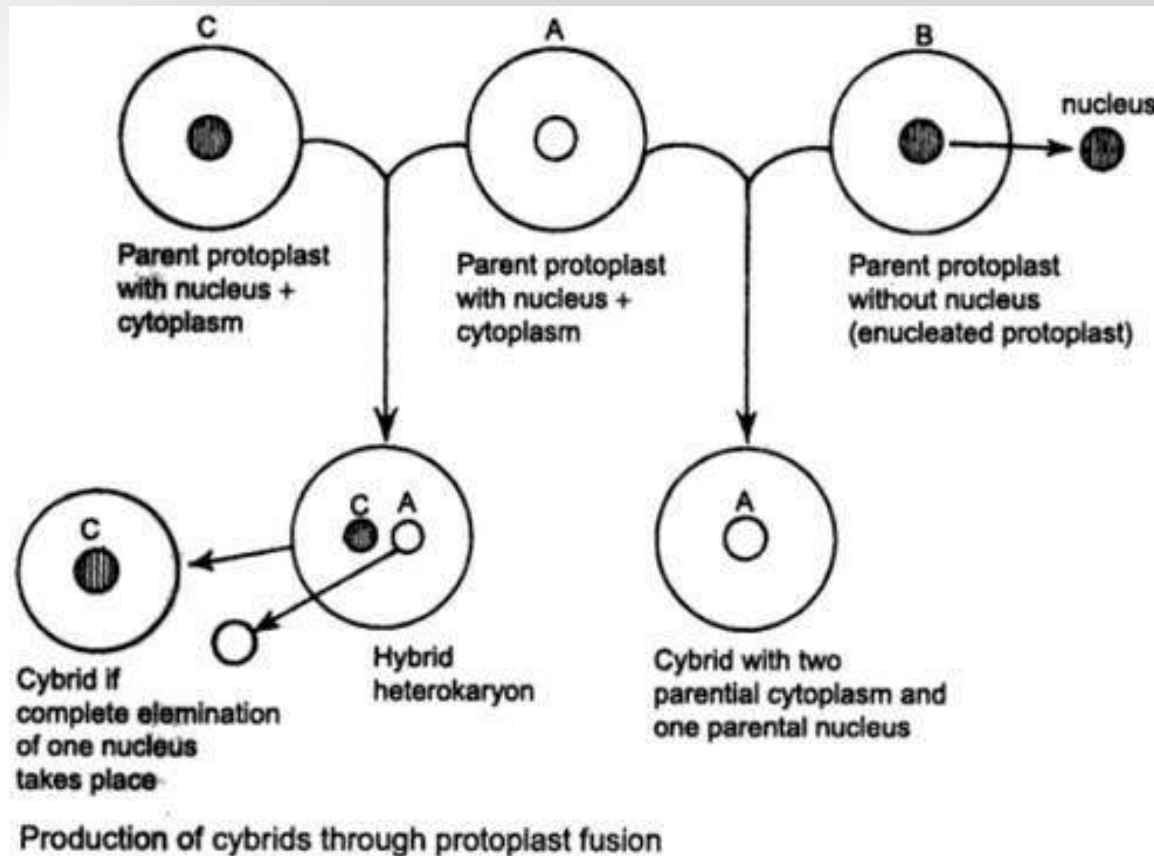 C
A
B
nucleus
Parent protoplast
with nucleus +
cytoplasm
Parent protoplast
with nucleus +
cytoplasm
Parent protoplast
without nucleus
(enucleated protoplast)
C
C A
A
Cybrid if
complete elemination
of one nucleus
takes place
Hybrid
heterokaryon
Cybrid with two
parential cytoplasm and
one parental nucleus
Production of cybrids through protoplast fusion